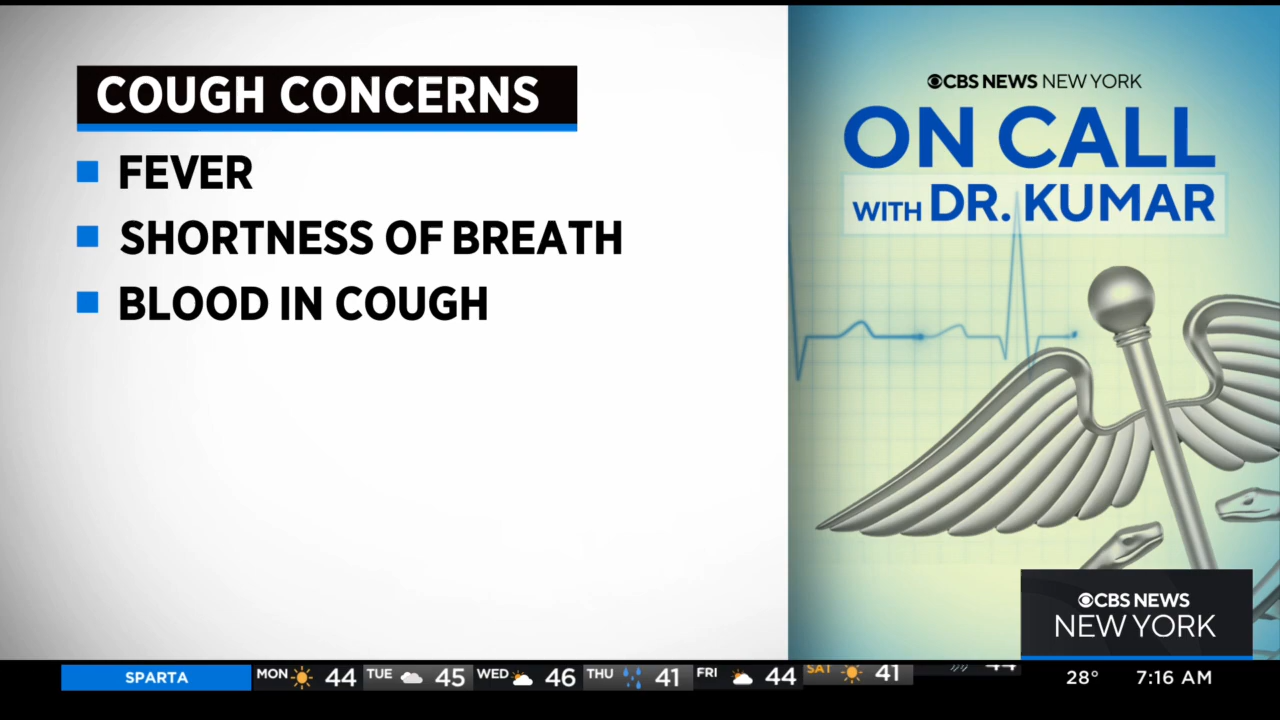 COUGH CONCERNS
FEVER
SHORTNESS OF BREATH
BLOOD IN COUGH
CBS NEWS NEW YORK
ON CALL
WITH DR. KUMAR
CBS NEWS
NEW YORK
SPARTA
MON 44 TUE 45 WED 46 THU 41 FRI 44 SAT 41
28° 7:16 AM